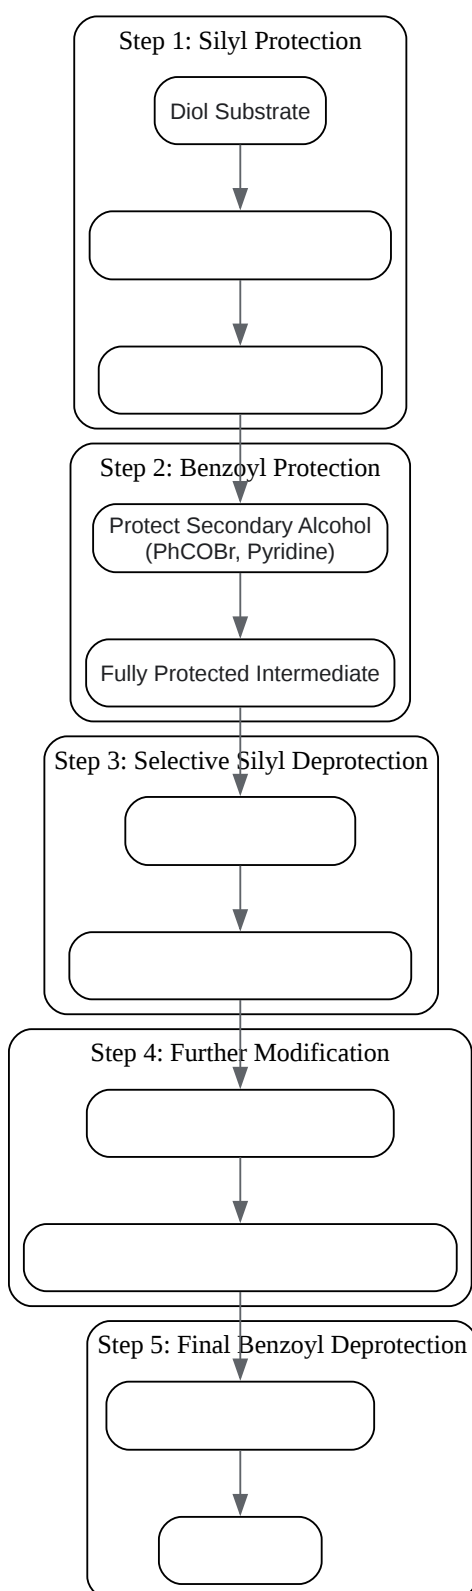 Step 1: Silyl Protection
Diol Substrate
Step 2: Benzoyl Protection
Protect Secondary Alcohol
(PhCOBr, Pyridine)
Fully Protected Intermediate
Step 3: Selective Silyl Deprotection
Step 4: Further Modification
Step 5: Final Benzoyl Deprotection